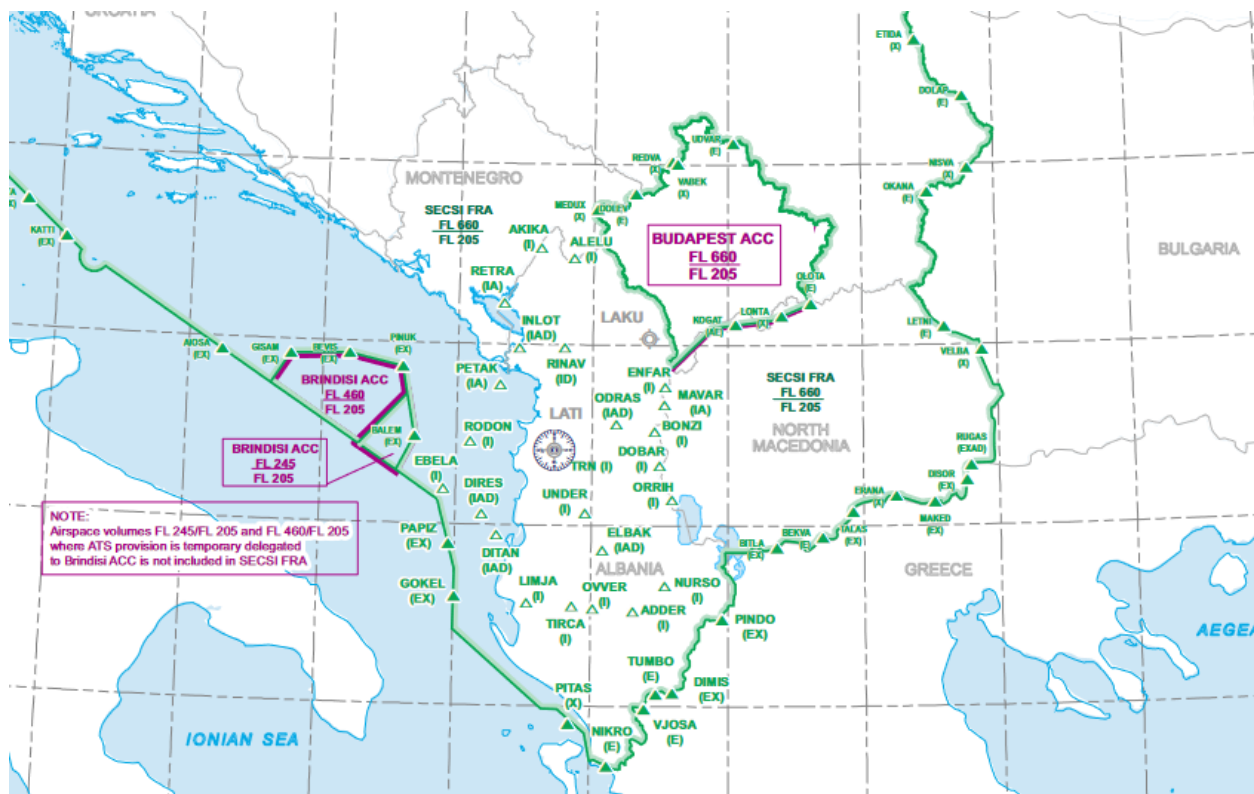 CROATIA
ETIDA
(X)
DOLAP
(E)
UDVAR
(E)
REDVA
(X)
VABEK
(X)
NISVA
(X)
OKANA
(E)
MONTENEGRO
MEDUX
(X)
DOLEV
(E)
(X)
KATTI
(EX)
SECSI FRA
FL 660
FL 205
AKIKA
(I)
ALELU
(I)
BUDAPEST ACC
FL 660
FL 205
BULGARIA
RETRA
(IA)
OLOTA
(E)
INLOT
(IAD)
LAKU
KOGAT
(AE)
LONTA
(X)
LETNI
(E)
AIOSA
(EX)
GISAM
(EX)
BEVIS
(EX)
PINUK
(EX)
VELBA
(X)
PETAK
(IA)
RINAV
(ID)
ENFAR
(I)
BRINDISI ACC
FL 460
FL 205
SECSI FRA
FL 660
FL 205
MAVAR
(IA)
ODRAS
(IAD)
LATI
BALEM
(EX)
RODON
(I)
BONZI
(I)
NORTH
MACEDONIA
RUGAS
(EXAD)
BRINDISI ACC
FL 245
FL 205
EBELA
(I)
TRN (I)
DOBAR
(I)
DISOR
(EX)
DIRES
(IAD)
UNDER
(I)
ORRIH
(I)
ERANA
(X)
MAKED
(EX)
NOTE:
Airspace volumes FL 245/FL 205 and FL 460/FL 205
where ATS provision is temporary delegated
to Brindisi ACC is not included in SECSI FRA
PAPIZ
(EX)
DITAN
(IAD)
ELBAK
(IAD)
BITLA
(EX)
BEKVA
(E)
TALAS
(EX)
ALBANIA
GREECE
GOKEL
(EX)
LIMJA
(I)
OVVER
(I)
NURSO
(I)
TIRCA
(I)
ADDER
(I)
PINDO
(EX)
AEGEA
TUMBO
(E)
DIMIS
(EX)
PITAS
(X)
NIKRO
(E)
VJOSA
(E)
IONIAN SEA